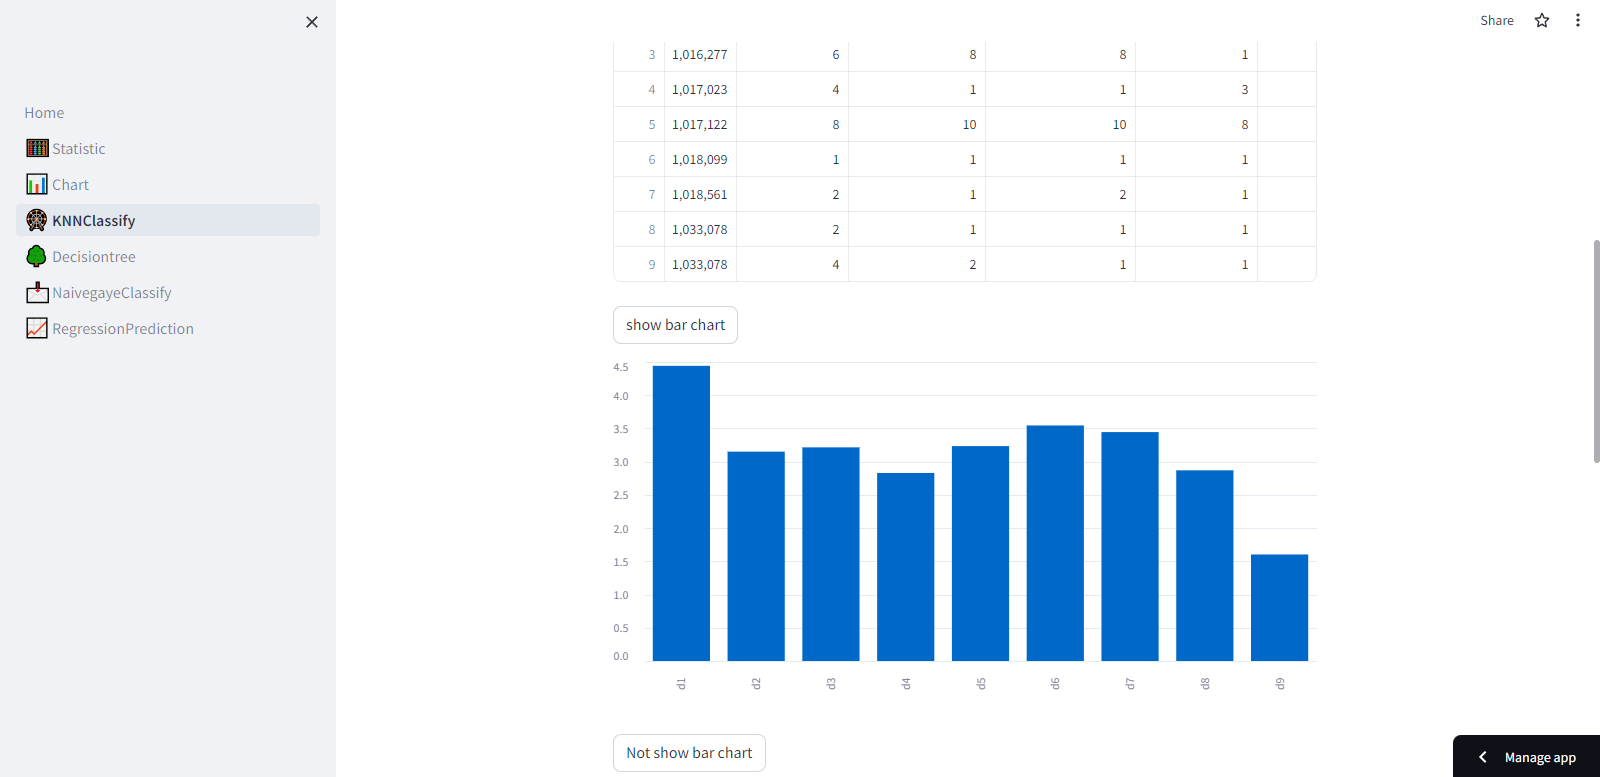 Share
Home
Statistic
Chart
KNNClassify
Decisiontree
NaivegayeClassify
RegressionPrediction
3 1,016,277 6 8 8 1
4 1,017,023 4 1 1 3
5 1,017,122 8 10 10 8
6 1,018,099 1 1 1 1
7 1,018,561 2 1 2 1
8 1,033,078 2 1 1 1
9 1,033,078 4 2 1 1
show bar chart
4.5
4.0
3.5
3.0
2.5
2.0
1.5
1.0
0.5
0.0
d1 d2 d3 d4 d5 d6 d7 d8 d9
Not show bar chart
Manage app